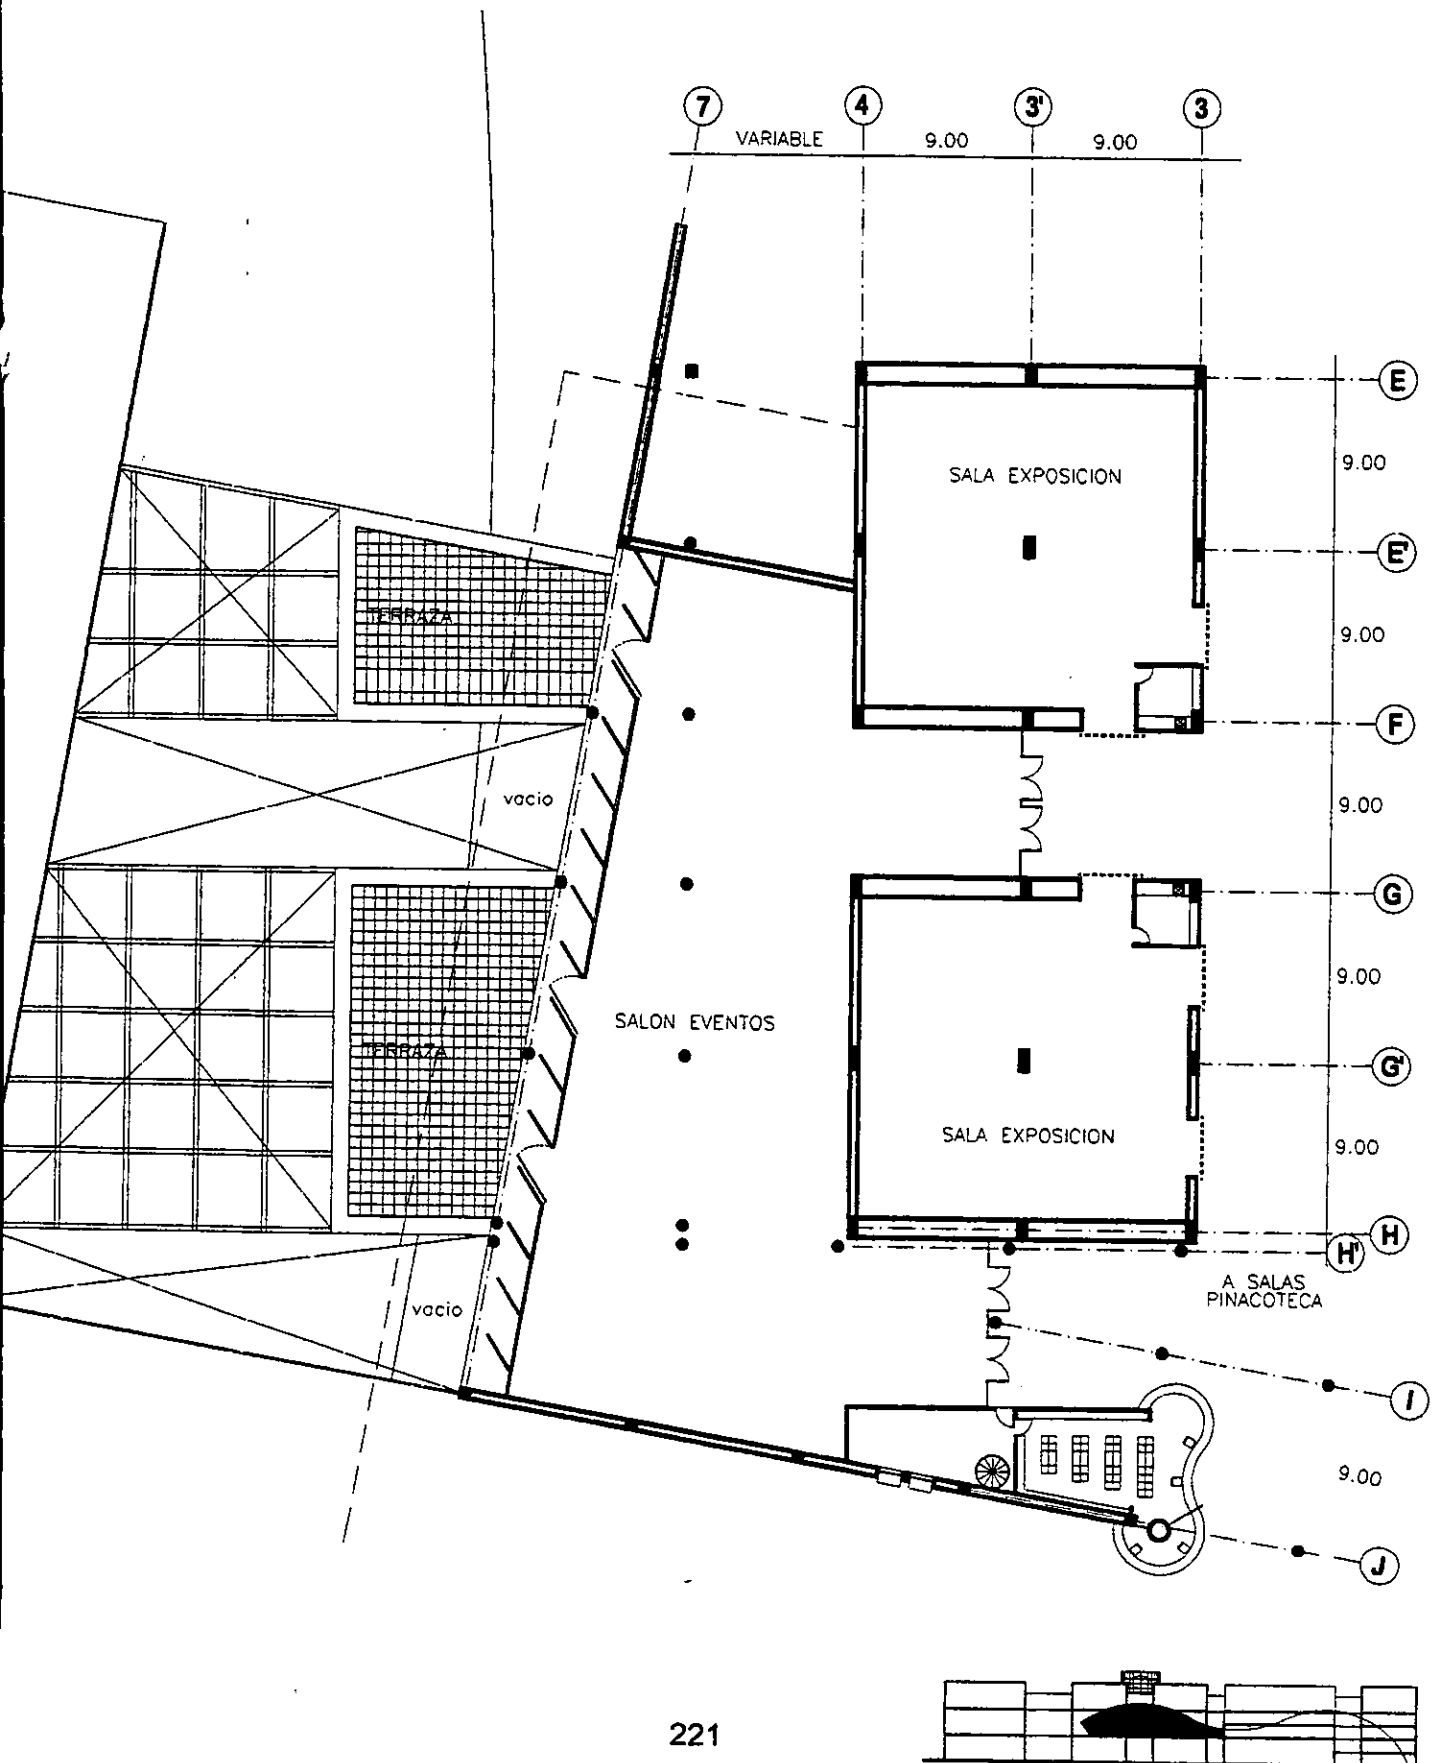 7
4
3'
3
VARIABLE
9.00
9.00
E
9.00
SALA EXPOSICION
E'
TERRAZA
9.00
F
vacio
9.00
G
9.00
SALON EVENTOS
TERRAZA
G'
SALA EXPOSICION
9.00
H
H'
A SALAS
PINACOTECA
vacio
I
9.00
J
221